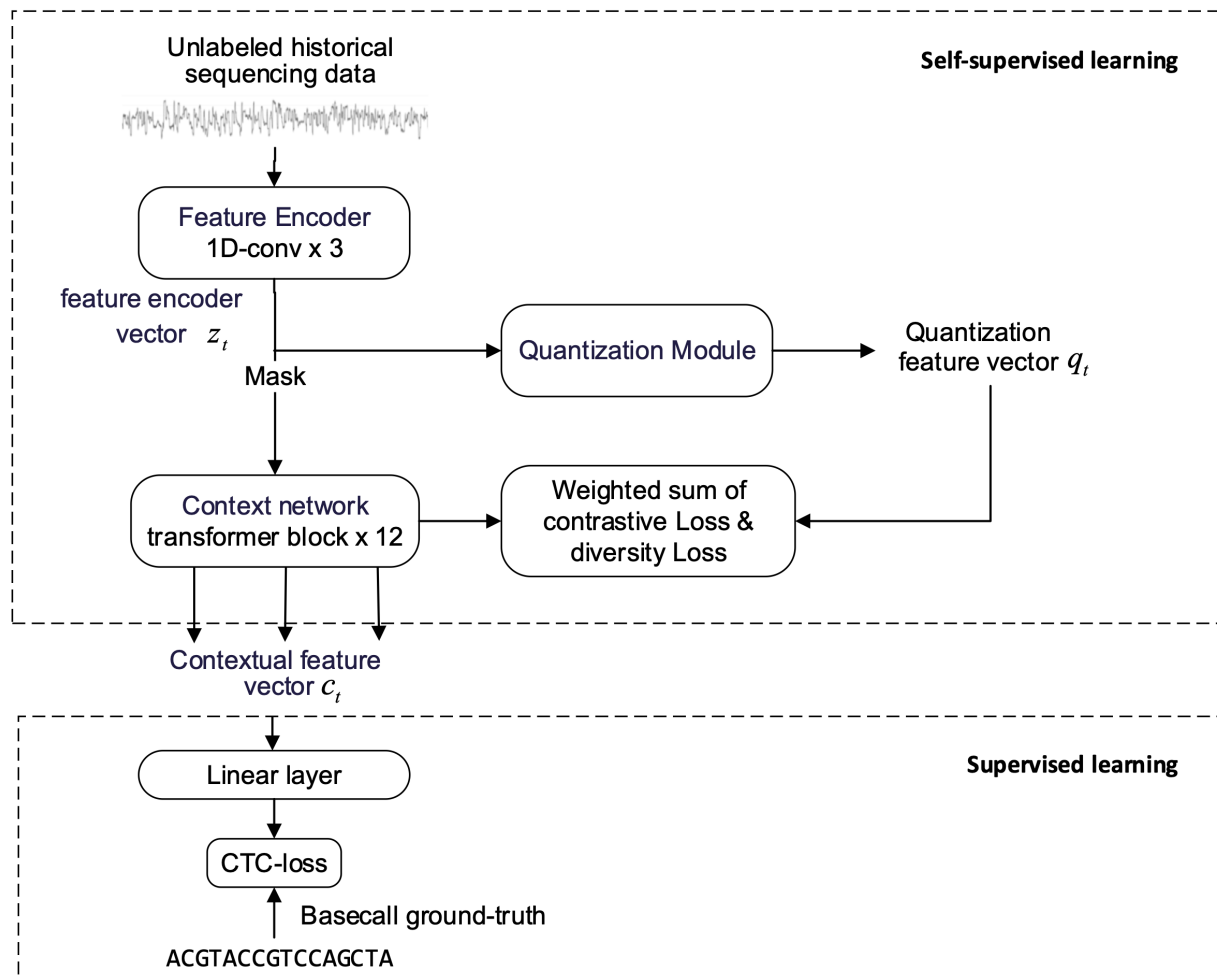 Unlabeled historical
sequencing data
Self-supervised learning
Feature Encoder
1D-conv x 3
feature encoder
vector z_t
Mask
Quantization Module
Quantization
feature vector q_t
Context network
transformer block x 12
Weighted sum of
contrastive Loss &
diversity Loss
Contextual feature
vector c_t
Supervised learning
Linear layer
CTC-loss
Basecall ground-truth
ACGTACCGTCCAGCTA